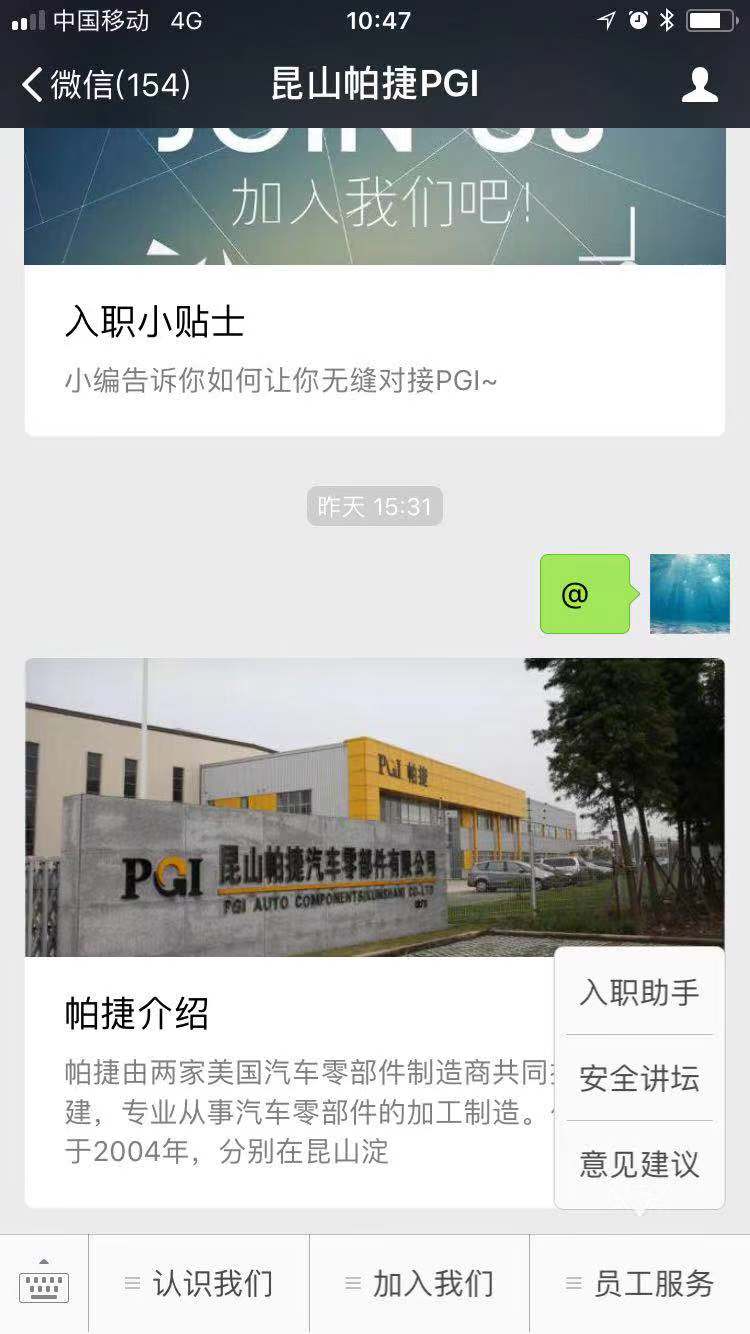 中国移动 4G 10:47
微信(154) 昆山帕捷PGI
JOIN US
加入我们吧！
入职小贴士
小编告诉你如何让你无缝对接PGI~
昨天 15:31
@
PGI 帕捷
PGI 昆山帕捷汽车零部件有限公司
PGI AUTO COMPONENTS(KUNSHAN) CO.LTD
帕捷介绍
帕捷由两家美国汽车零部件制造商共同
建，专业从事汽车零部件的加工制造。
于2004年，分别在昆山淀
入职助手
安全讲坛
意见建议
认识我们 加入我们 员工服务